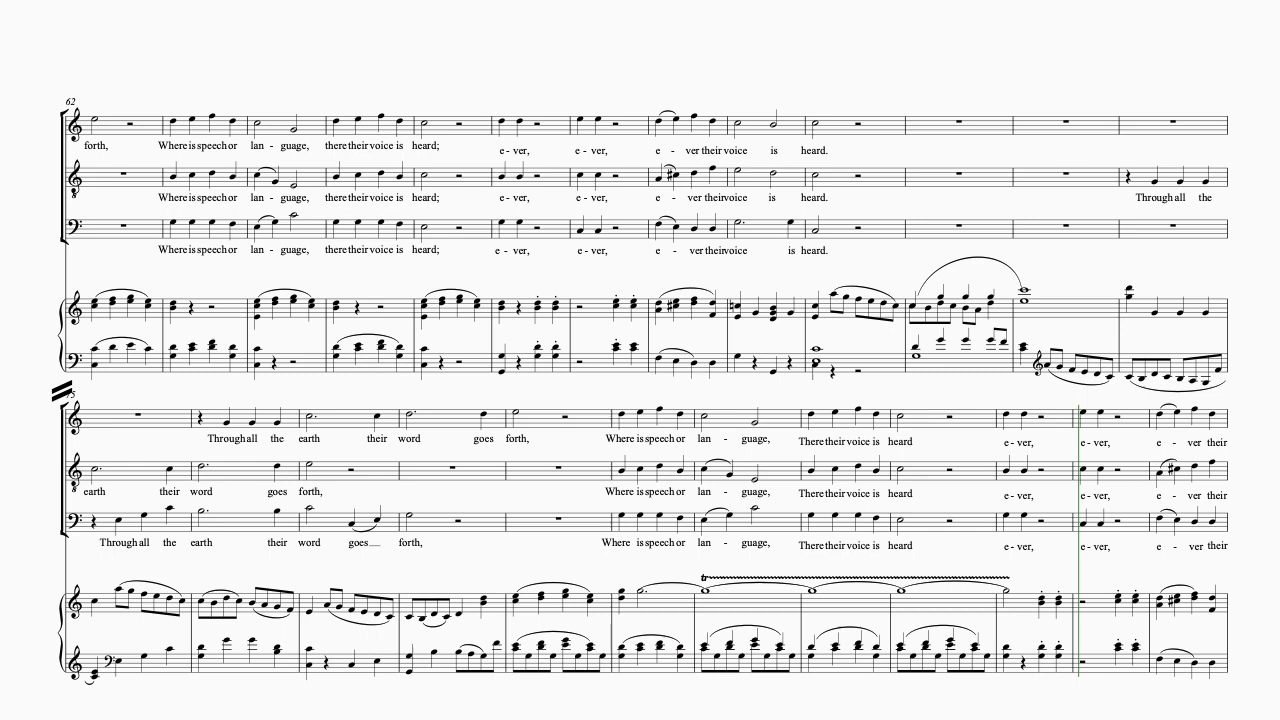 62
forth, Where is speech or lan - guage, there their voice is heard; e - ver, e - ver, e - ver their voice is heard.
Where is speech or lan - guage, there their voice is heard; e - ver, e - ver, e - ver their voice is heard. Through all the
Where is speech or lan - guage, there their voice is heard; e - ver, e - ver, e - ver their voice is heard.
Through all the earth their word goes forth, Where is speech or lan - guage, There their voice is heard e - ver, e - ver, e - ver their
earth their word goes forth, Where is speech or lan - guage, There their voice is heard e - ver, e - ver, e - ver their
Through all the earth their word goes forth, Where is speech or lan - guage, There their voice is heard e - ver, e - ver, e - ver their